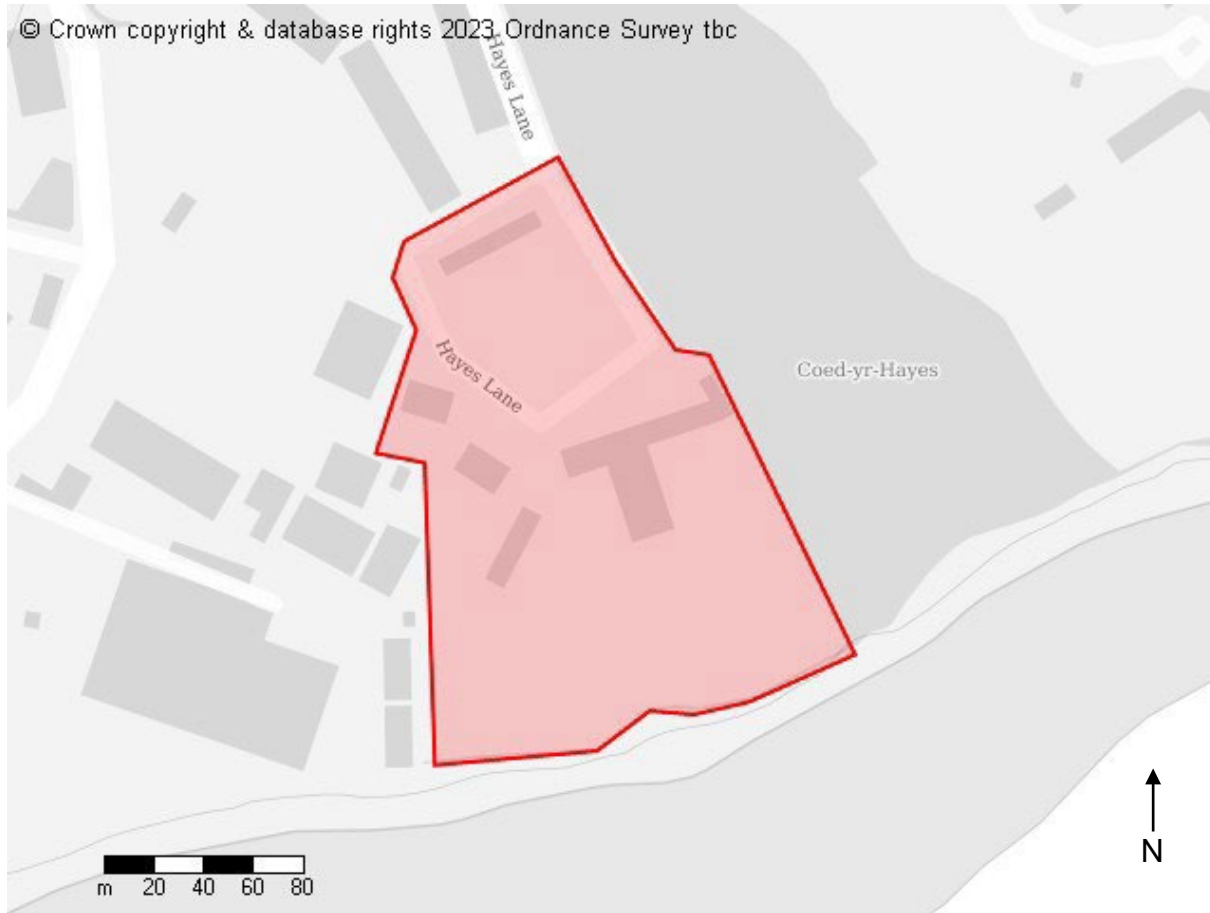 © Crown copyright & database rights 2023 Ordnance Survey tbc
Hayes Lane
Hayes Lane
Coed-yr-Hayes
m 20 40 60 80
N